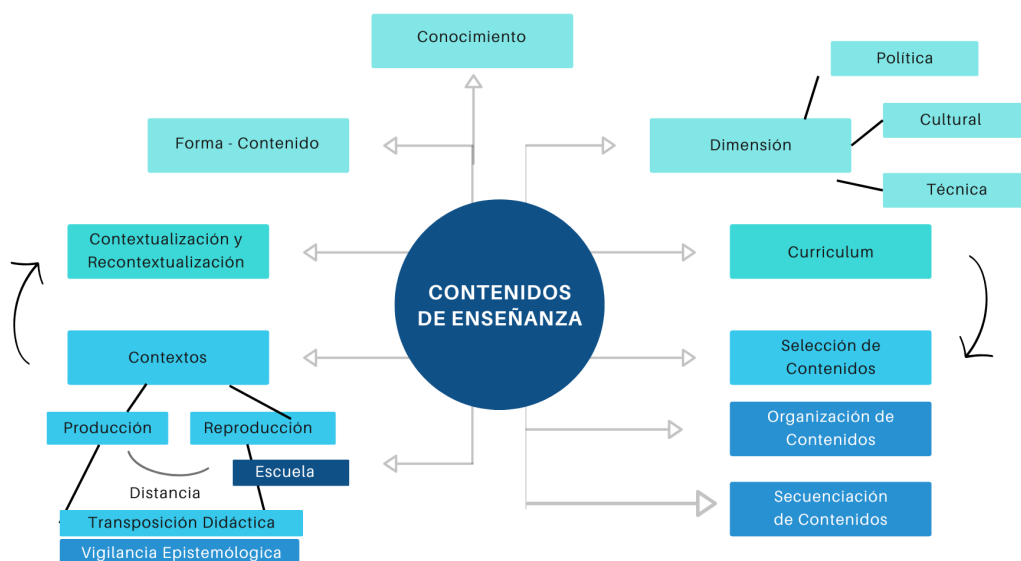 Conocimiento
Política
Forma - Contenido
Dimensión
Cultural
Técnica
Contextualización y
Recontextualización
Curriculum
CONTENIDOS
DE ENSEÑANZA
Contextos
Selección de
Contenidos
Producción
Reproducción
Organización de
Contenidos
Escuela
Distancia
Transposición Didáctica
Vigilancia Epistemólogica
Secuenciación
de Contenidos